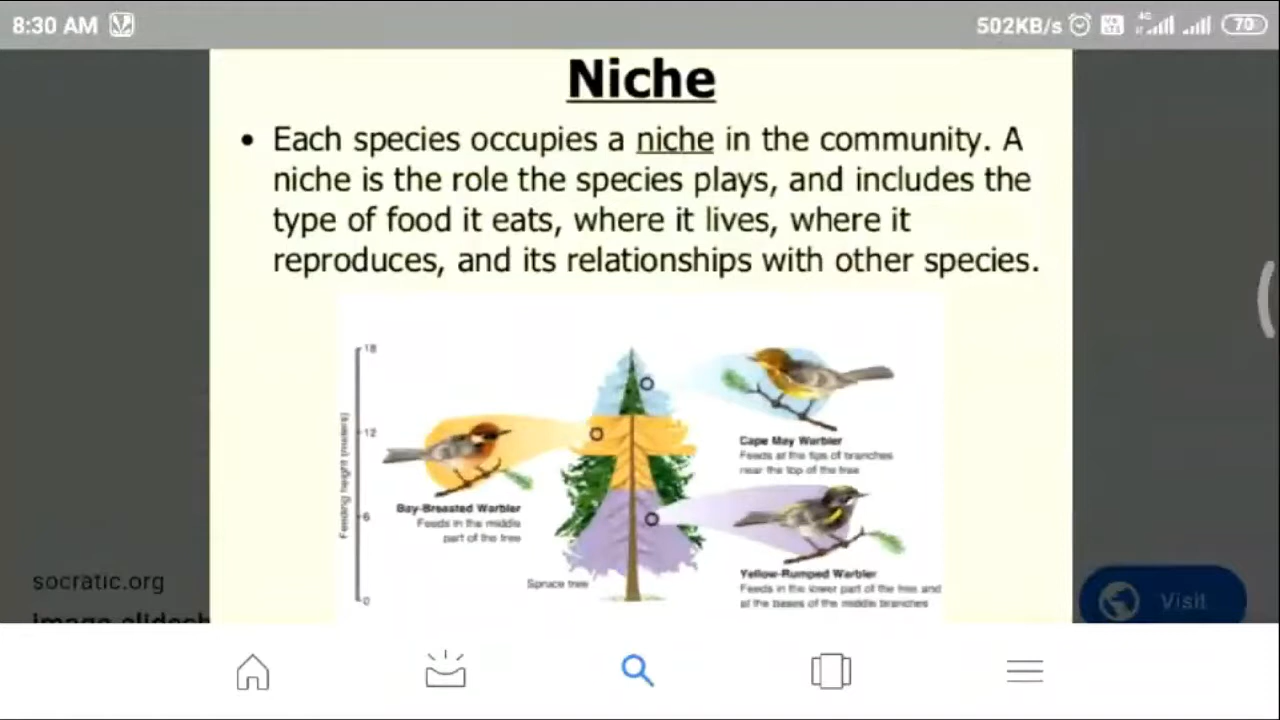 8:30 AM
502KB/s
4G
70
Niche
• Each species occupies a niche in the community. A
niche is the role the species plays, and includes the
type of food it eats, where it lives, where it
reproduces, and its relationships with other species.
18
12
6
0
Feeding height (meters)
Cape May Warbler
Feeds at the tips of branches
near the top of the tree
Bay-Breasted Warbler
Feeds in the middle
part of the tree
Spruce tree
Yellow-Rumped Warbler
Feeds in the lower part of the tree and
at the bases of the middle branches
socratic.org
Visit